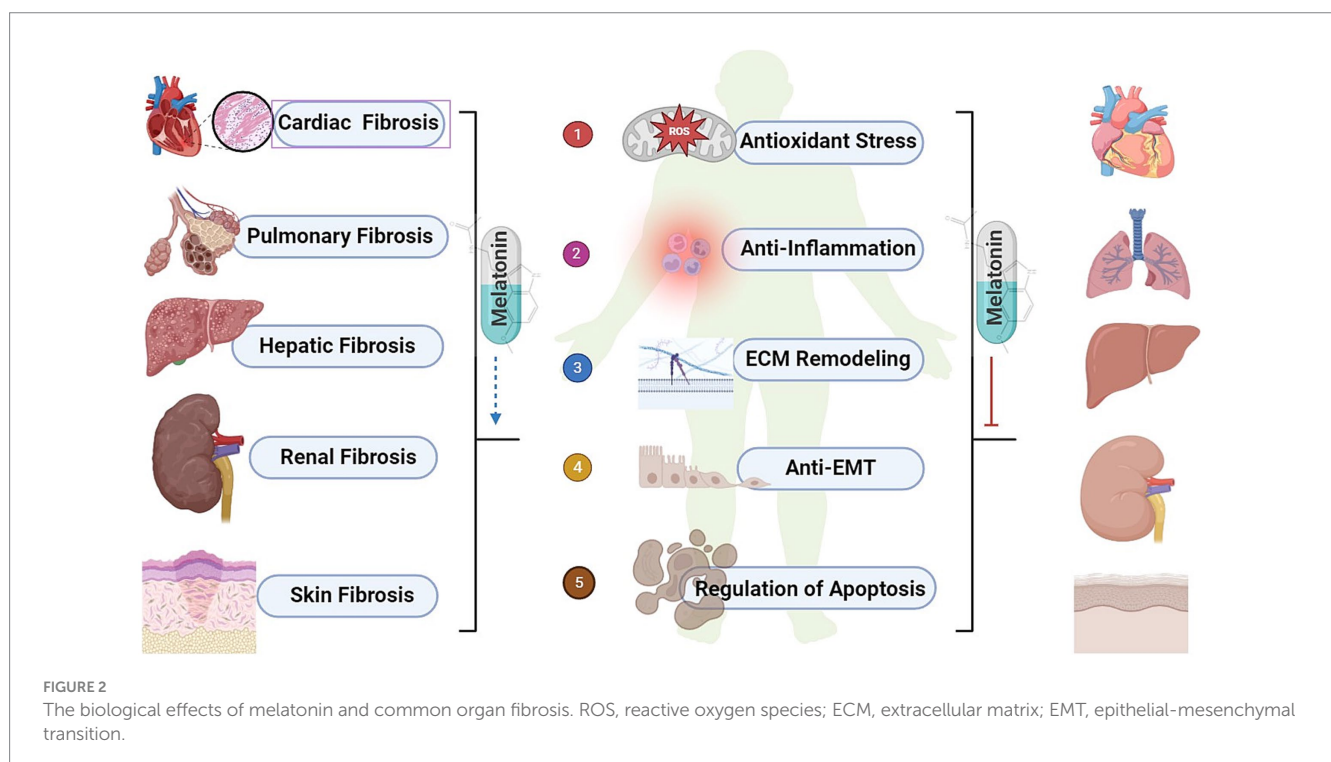 Cardiac Fibrosis
Pulmonary Fibrosis
Hepatic Fibrosis
Renal Fibrosis
Skin Fibrosis
Melatonin
1
ROS
Antioxidant Stress
2
Anti-Inflammation
3
ECM Remodeling
4
Anti-EMT
5
Regulation of Apoptosis
Melatonin
FIGURE 2
The biological effects of melatonin and common organ fibrosis. ROS, reactive oxygen species; ECM, extracellular matrix; EMT, epithelial-mesenchymal
transition.